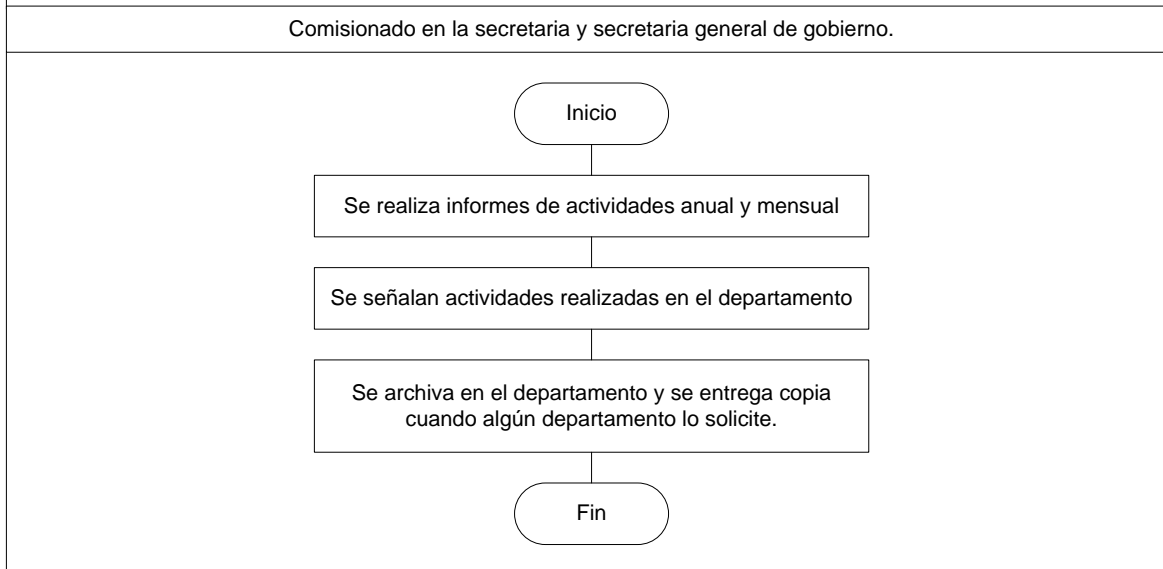 Comisionado en la secretaria y secretaria general de gobierno.
Inicio
Se realiza informes de actividades anual y mensual
Se señalan actividades realizadas en el departamento
Se archiva en el departamento y se entrega copia
cuando algún departamento lo solicite.
Fin